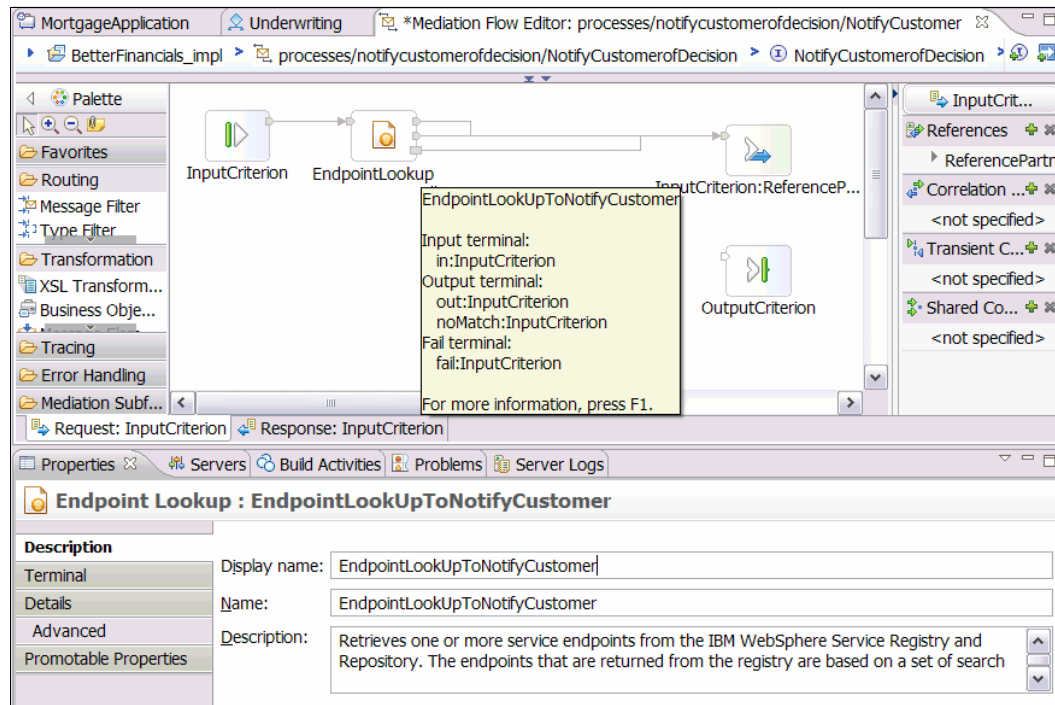 MortgageApplication
Underwriting
*Mediation Flow Editor: processes/notifycustomerofdecision/NotifyCustomer
BetterFinancials_impl
processes/notifycustomerofdecision/NotifyCustomerofDecision
NotifyCustomerofDecision
Palette
Favorites
Routing
Message Filter
Type Filter
Transformation
XSL Transform...
Business Obje...
Tracing
Error Handling
Mediation Subf...
InputCriterion
EndpointLookup
InputCriterion:ReferenceP...
OutputCriterion
EndpointLookUpToNotifyCustomer
Input terminal:
in:InputCriterion
Output terminal:
out:InputCriterion
noMatch:InputCriterion
Fail terminal:
fail:InputCriterion
For more information, press F1.
InputCrit...
References
ReferencePartn
Correlation ...
<not specified>
Transient C...
<not specified>
Shared Co...
<not specified>
Request: InputCriterion
Response: InputCriterion
Properties
Servers
Build Activities
Problems
Server Logs
Endpoint Lookup : EndpointLookUpToNotifyCustomer
Description
Terminal
Details
Advanced
Promotable Properties
Display name: EndpointLookUpToNotifyCustomer
Name: EndpointLookUpToNotifyCustomer
Description: Retrieves one or more service endpoints from the IBM WebSphere Service Registry and
Repository. The endpoints that are returned from the registry are based on a set of search